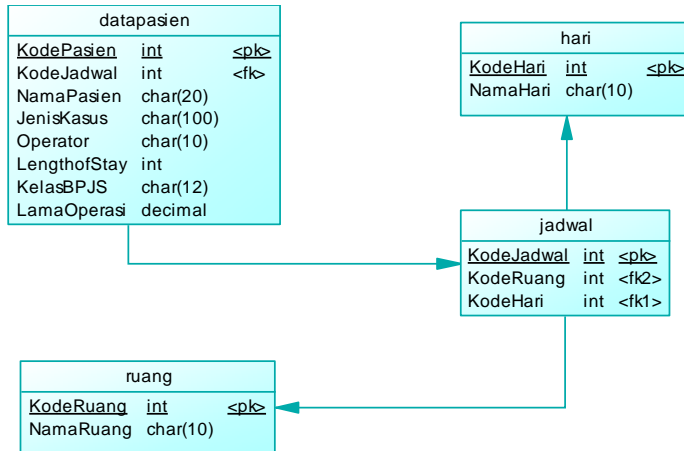 datapasien
KodePasien int <pk>
KodeJadwal int <fk>
NamaPasien char(20)
JenisKasus char(100)
Operator char(10)
LengthofStay int
KelasBPJS char(12)
LamaOperasi decimal
hari
KodeHari int <pk>
NamaHari char(10)
jadwal
KodeJadwal int <pk>
KodeRuang int <fk2>
KodeHari int <fk1>
ruang
KodeRuang int <pk>
NamaRuang char(10)